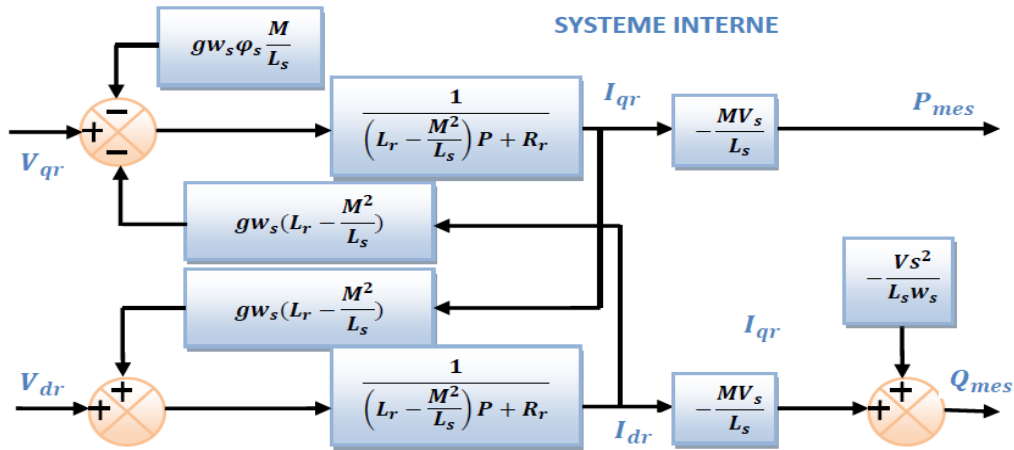 SYSTEME INTERNE
gw_sφ_s M/L_s
−
+
−
V_qr
1/((L_r − M²/L_s)P + R_r)
I_qr
−MV_s/L_s
P_mes
gw_s(L_r − M²/L_s)
gw_s(L_r − M²/L_s)
−Vs²/(L_sw_s)
I_qr
V_dr
+
+
1/((L_r − M²/L_s)P + R_r)
I_dr
−MV_s/L_s
+
+
Q_mes